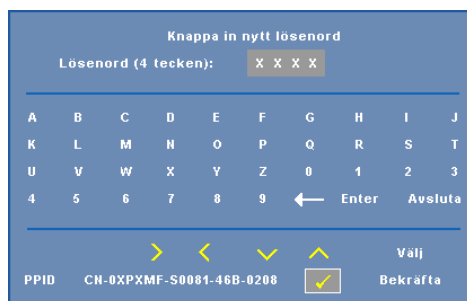 Knappa in nytt lösenord
Lösenord (4 tecken): X X X X
A B C D E F G H I J
K L M N O P Q R S T
U V W X Y Z 0 1 2 3
4 5 6 7 8 9 Enter Avsluta
Välj
PPID CN-0XPXMF-S0081-46B-0208 Bekräfta